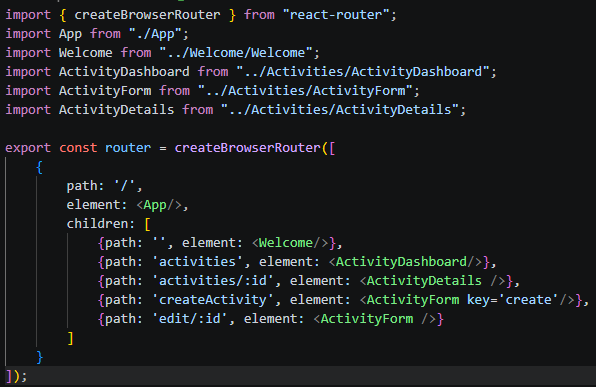 import { createBrowserRouter } from "react-router";
import App from "./App";
import Welcome from "../Welcome/Welcome";
import ActivityDashboard from "../Activities/ActivityDashboard";
import ActivityForm from "../Activities/ActivityForm";
import ActivityDetails from "../Activities/ActivityDetails";

export const router = createBrowserRouter([
    {
        path: '/',
        element: <App/>,
        children: [
            {path: '', element: <Welcome/>},
            {path: 'activities', element: <ActivityDashboard/>},
            {path: 'activities/:id', element: <ActivityDetails />},
            {path: 'createActivity', element: <ActivityForm key='create'/>},
            {path: 'edit/:id', element: <ActivityForm />}
        ]
    }
]);